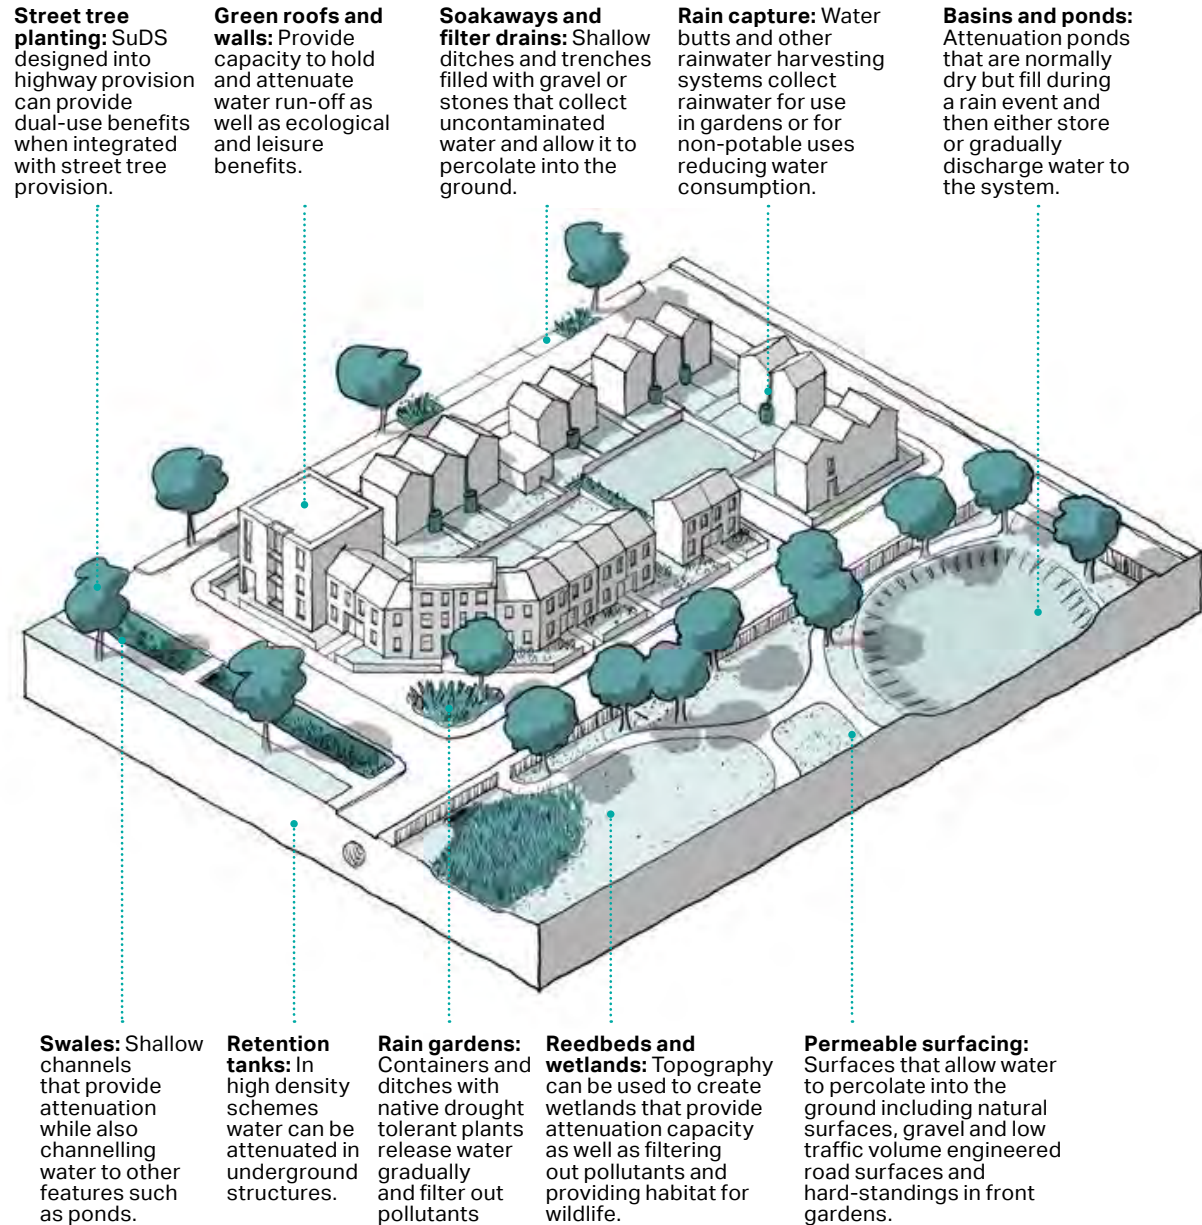 Street tree
planting: SuDS
designed into
highway provision
can provide
dual-use benefits
when integrated
with street tree
provision.
Green roofs and
walls: Provide
capacity to hold
and attenuate
water run-off as
well as ecological
and leisure
benefits.
Soakaways and
filter drains: Shallow
ditches and trenches
filled with gravel or
stones that collect
uncontaminated
water and allow it to
percolate into the
ground.
Rain capture: Water
butts and other
rainwater harvesting
systems collect
rainwater for use
in gardens or for
non-potable uses
reducing water
consumption.
Basins and ponds:
Attenuation ponds
that are normally
dry but fill during
a rain event and
then either store
or gradually
discharge water to
the system.
Swales: Shallow
channels
that provide
attenuation
while also
channelling
water to other
features such
as ponds.
Retention
tanks: In
high density
schemes
water can be
attenuated in
underground
structures.
Rain gardens:
Containers and
ditches with
native drought
tolerant plants
release water
gradually
and filter out
pollutants
Reedbeds and
wetlands: Topography
can be used to create
wetlands that provide
attenuation capacity
as well as filtering
out pollutants and
providing habitat for
wildlife.
Permeable surfacing:
Surfaces that allow water
to percolate into the
ground including natural
surfaces, gravel and low
traffic volume engineered
road surfaces and
hard-standings in front
gardens.